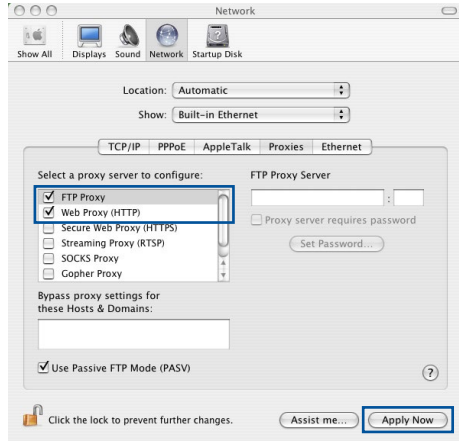 Network
Show All Displays Sound Network Startup Disk
Location: Automatic
Show: Built-in Ethernet
TCP/IP PPPoE AppleTalk Proxies Ethernet
Select a proxy server to configure:
FTP Proxy
Web Proxy (HTTP)
Secure Web Proxy (HTTPS)
Streaming Proxy (RTSP)
SOCKS Proxy
Gopher Proxy
FTP Proxy Server
:
Proxy server requires password
Set Password...
Bypass proxy settings for
these Hosts & Domains:
Use Passive FTP Mode (PASV)
?
Click the lock to prevent further changes.
Assist me... Apply Now